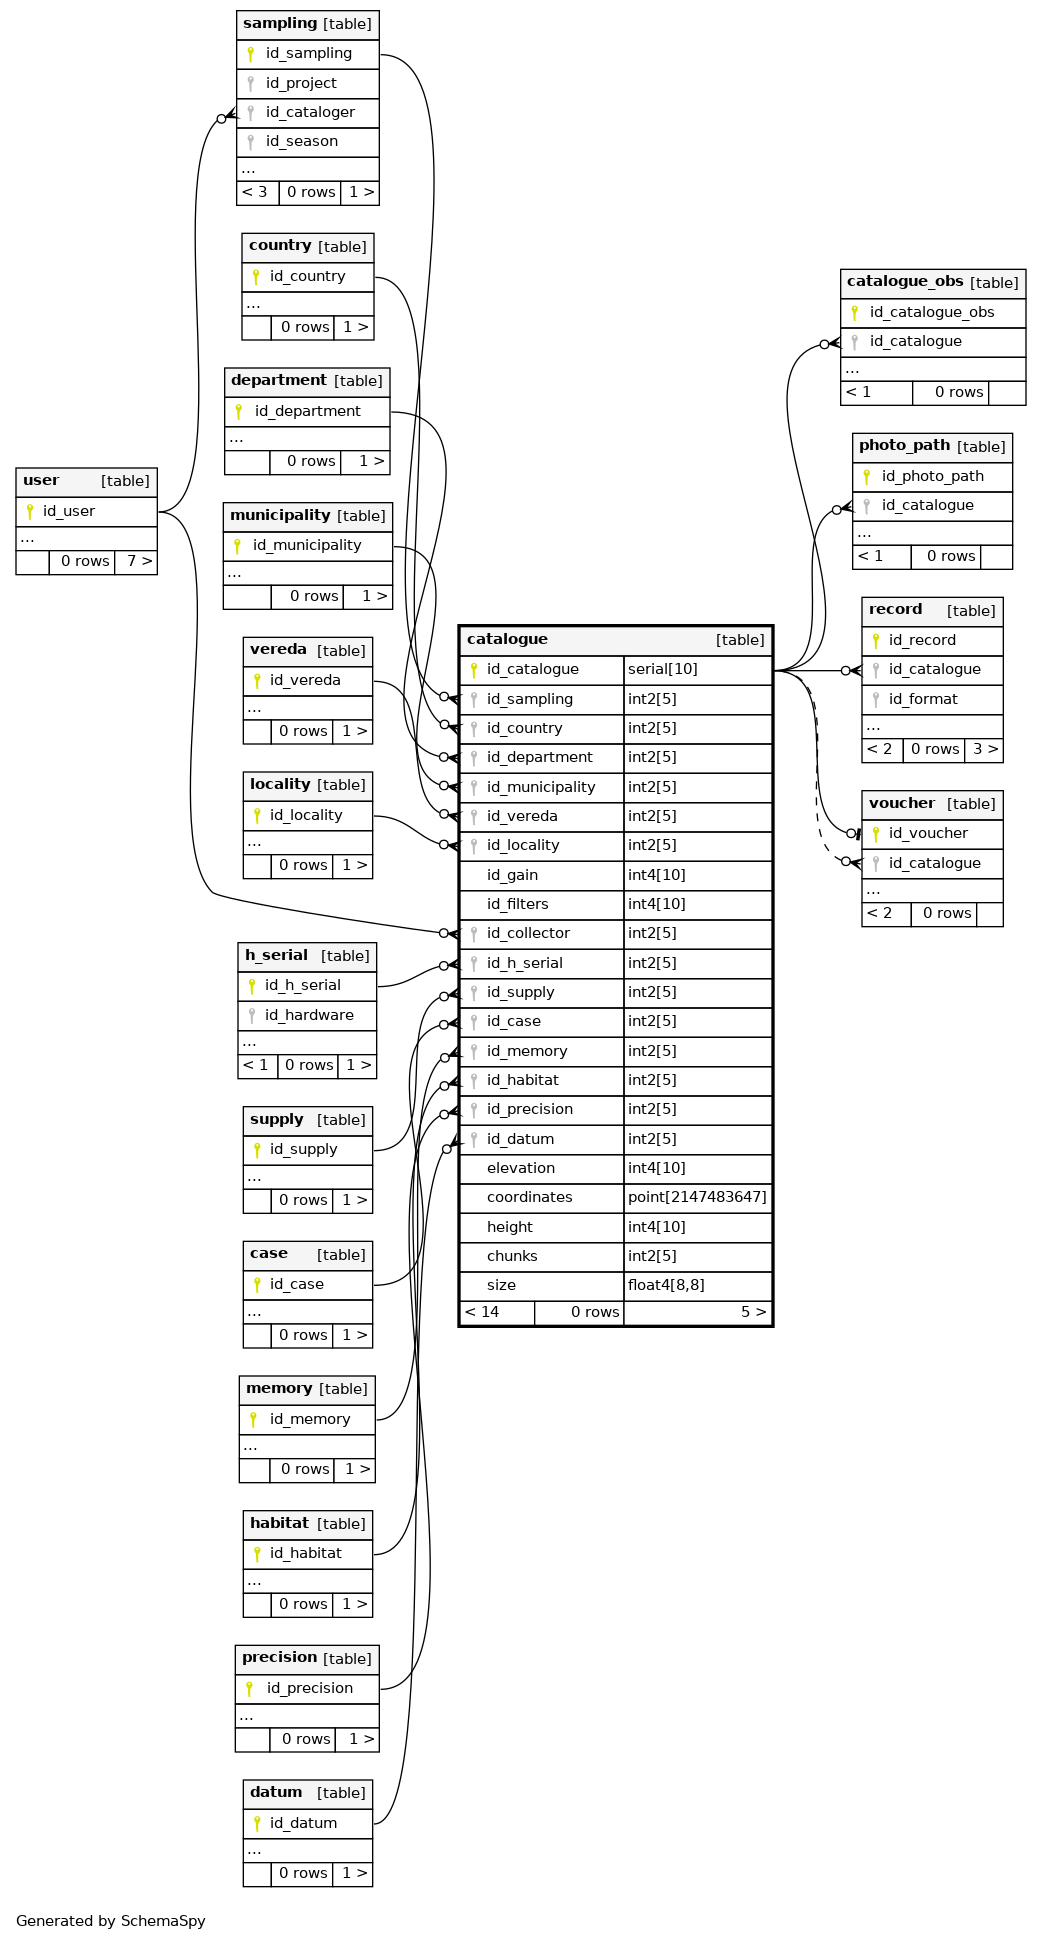 sampling [table]
id_sampling
id_project
id_cataloger
id_season
...
< 3 0 rows 1 >
country [table]
id_country
...
0 rows 1 >
department [table]
id_department
...
0 rows 1 >
user [table]
id_user
...
0 rows 7 >
municipality [table]
id_municipality
...
0 rows 1 >
vereda [table]
id_vereda
...
0 rows 1 >
locality [table]
id_locality
...
0 rows 1 >
h_serial [table]
id_h_serial
id_hardware
...
< 1 0 rows 1 >
supply [table]
id_supply
...
0 rows 1 >
case [table]
id_case
...
0 rows 1 >
memory [table]
id_memory
...
0 rows 1 >
habitat [table]
id_habitat
...
0 rows 1 >
precision [table]
id_precision
...
0 rows 1 >
datum [table]
id_datum
...
0 rows 1 >
catalogue [table]
id_catalogue serial[10]
id_sampling int2[5]
id_country int2[5]
id_department int2[5]
id_municipality int2[5]
id_vereda int2[5]
id_locality int2[5]
id_gain int4[10]
id_filters int4[10]
id_collector int2[5]
id_h_serial int2[5]
id_supply int2[5]
id_case int2[5]
id_memory int2[5]
id_habitat int2[5]
id_precision int2[5]
id_datum int2[5]
elevation int4[10]
coordinates point[2147483647]
height int4[10]
chunks int2[5]
size float4[8,8]
< 14 0 rows 5 >
catalogue_obs [table]
id_catalogue_obs
id_catalogue
...
< 1 0 rows
photo_path [table]
id_photo_path
id_catalogue
...
< 1 0 rows
record [table]
id_record
id_catalogue
id_format
...
< 2 0 rows 3 >
voucher [table]
id_voucher
id_catalogue
...
< 2 0 rows
Generated by SchemaSpy